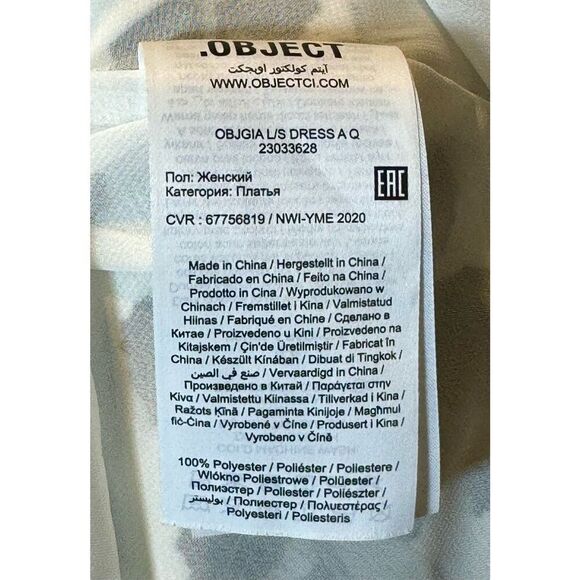 .OBJECT
آيتم كولكتور اوبجكت
WWW.OBJECTCI.COM
OBJGIA L/S DRESS A Q
23033628
Пол: Женский
Категория: Платья
EAC
CVR : 67756819 / NWI-YME 2020
Made in China / Hergestellt in China /
Fabricado en China / Feito na China /
Prodotto in Cina / Wyprodukowano w
Chinach / Fremstillet i Kina / Valmistatud
Hiinas / Fabriqué en Chine / Сделано в
Китае / Proizvedeno u Kini / Proizvedeno na
Kitajskem / Çin'de Üretilmiştir / Fabricat în
China / Készült Kínában / Dibuat di Tingkok /
صنع في الصين / Vervaardigd in China /
Произведено в Китай / Παράγεται στην
Κίνα / Valmistettu Kiinassa / Tillverkad i Kina /
Ražots Ķīnā / Pagaminta Kinijoje / Magħmul
fiċ-Ċina / Vyrobené v Číne / Produsert i Kina /
Vyrobeno v Číně
100% Polyester / Poliéster / Poliestere /
Włókno Poliestrowe / Polüester /
Полиэстер / Poliester / Poliészter /
بوليستر / Полиестер / Πολυεστέρας /
Polyesteri / Poliesteris